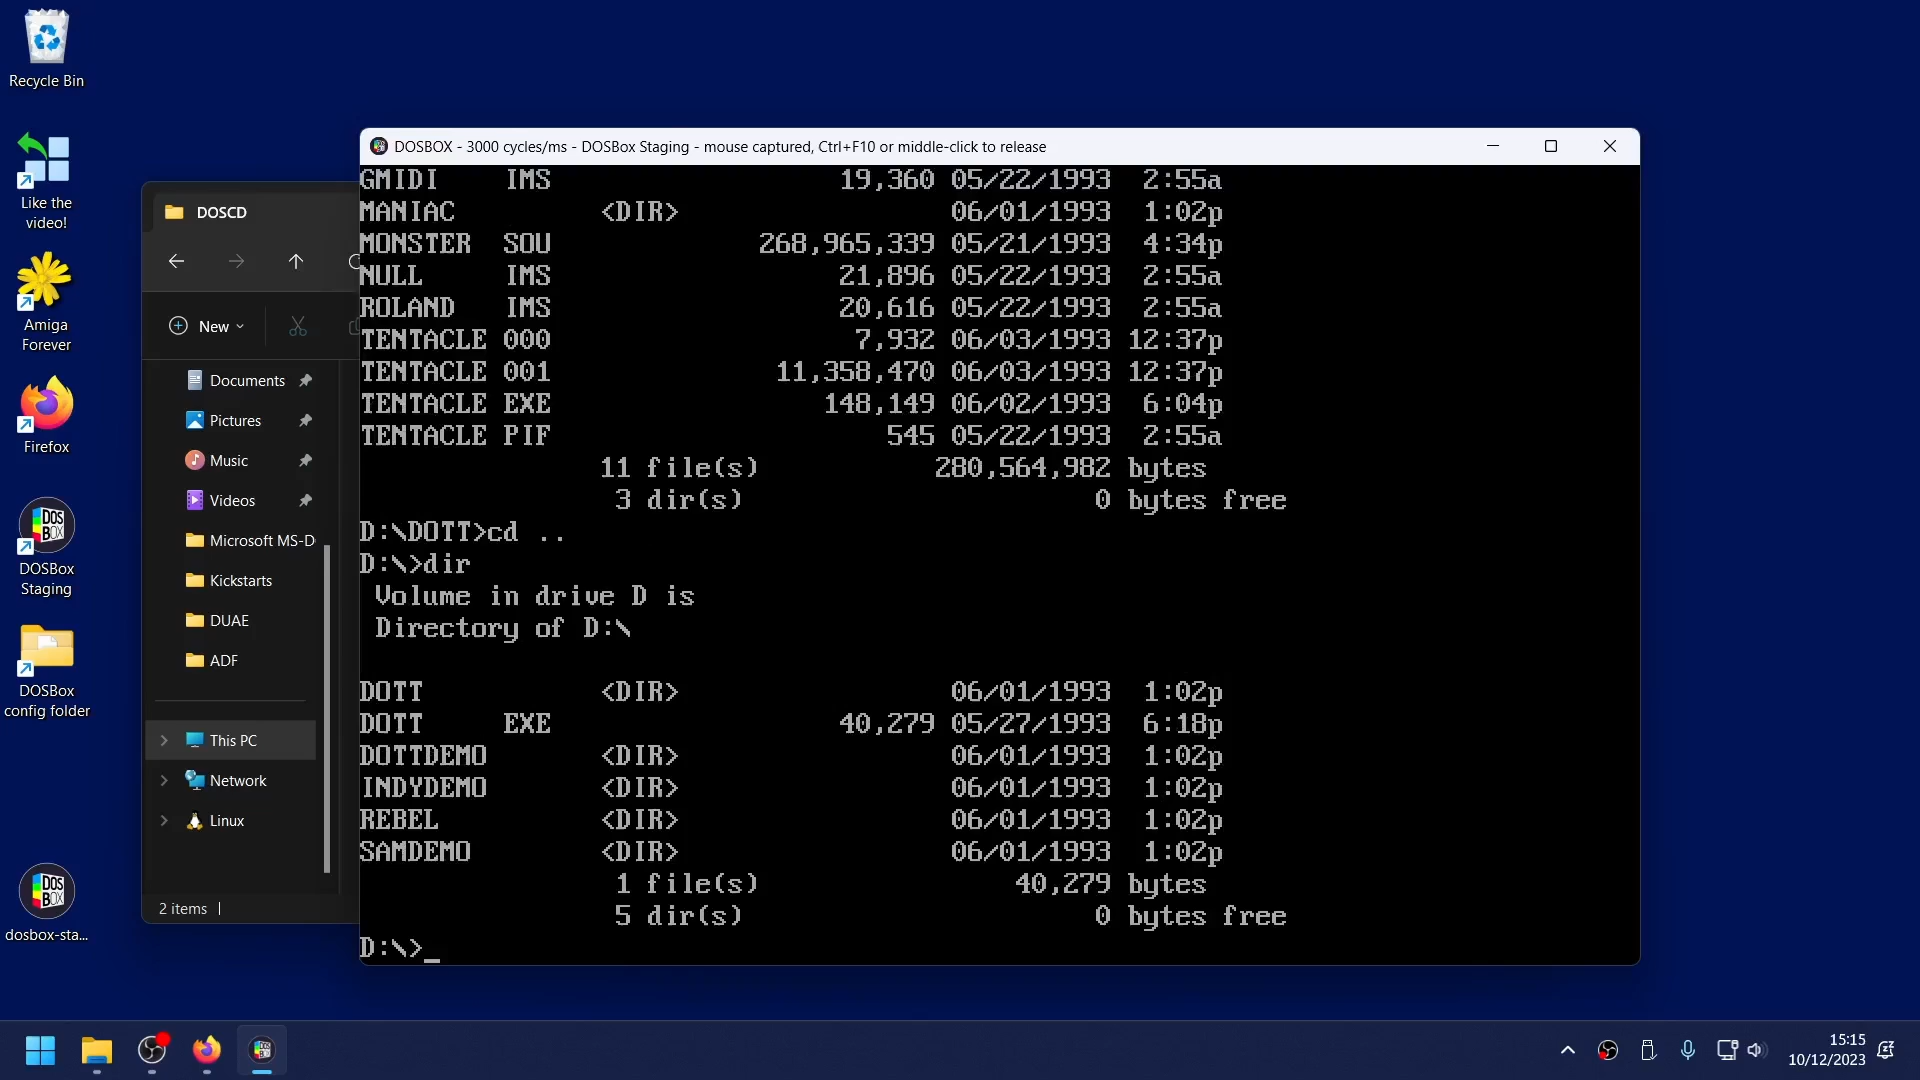 Recycle Bin
Like the
video!
Amiga
Forever
Firefox
DOSBox
Staging
DOSBox
config folder
dosbox-sta...
DOSCD
New
Documents
Pictures
Music
Videos
Microsoft MS-D
Kickstarts
DUAE
ADF
This PC
Network
Linux
2 items
DOSBOX - 3000 cycles/ms - DOSBox Staging - mouse captured, Ctrl+F10 or middle-click to release
GMIDI IMS 19,360 05/22/1993 2:55a
MANIAC <DIR> 06/01/1993 1:02p
MONSTER SOU 268,965,339 05/21/1993 4:34p
NULL IMS 21,896 05/22/1993 2:55a
ROLAND IMS 20,616 05/22/1993 2:55a
TENTACLE 000 7,932 06/03/1993 12:37p
TENTACLE 001 11,358,470 06/03/1993 12:37p
TENTACLE EXE 148,149 06/02/1993 6:04p
TENTACLE PIF 545 05/22/1993 2:55a
11 file(s) 280,564,982 bytes
3 dir(s) 0 bytes free
D:\DOTT>cd ..
D:\>dir
Volume in drive D is
Directory of D:\
DOTT <DIR> 06/01/1993 1:02p
DOTT EXE 40,279 05/27/1993 6:18p
DOTTDEMO <DIR> 06/01/1993 1:02p
INDYDEMO <DIR> 06/01/1993 1:02p
REBEL <DIR> 06/01/1993 1:02p
SAMDEMO <DIR> 06/01/1993 1:02p
1 file(s) 40,279 bytes
5 dir(s) 0 bytes free
D:\>_
15:15
10/12/2023